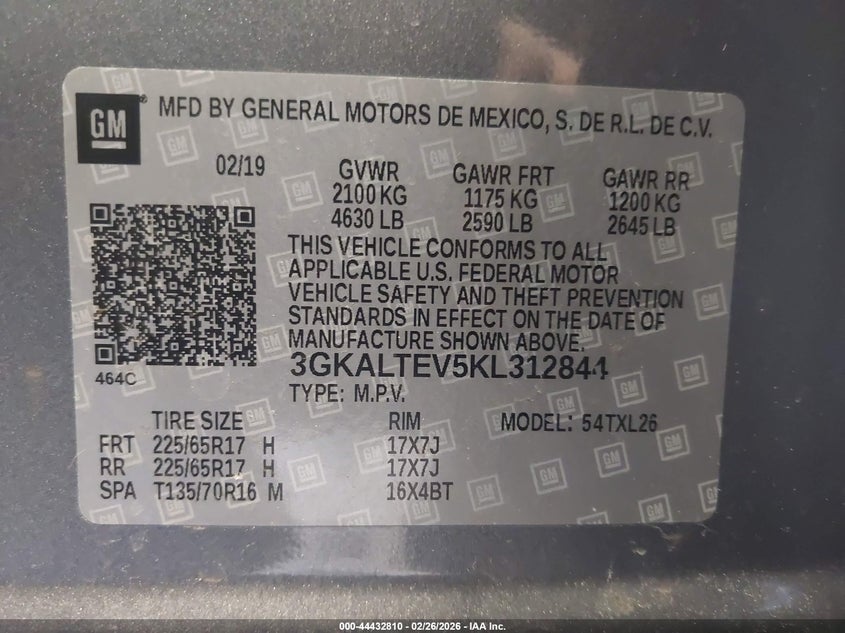 GM
MFD BY GENERAL MOTORS DE MEXICO, S. DE R.L. DE C.V.
02/19 GVWR GAWR FRT GAWR RR
2100 KG 1175 KG 1200 KG
4630 LB 2590 LB 2645 LB
THIS VEHICLE CONFORMS TO ALL
APPLICABLE U.S. FEDERAL MOTOR
VEHICLE SAFETY AND THEFT PREVENTION
STANDARDS IN EFFECT ON THE DATE OF
MANUFACTURE SHOWN ABOVE.
464C
3GKALTEV5KL312844
TYPE: M.P.V.
TIRE SIZE RIM MODEL: 54TXL26
FRT 225/65R17 H 17X7J
RR 225/65R17 H 17X7J
SPA T135/70R16 M 16X4BT
000-44432810 - 02/26/2026 - IAA Inc.